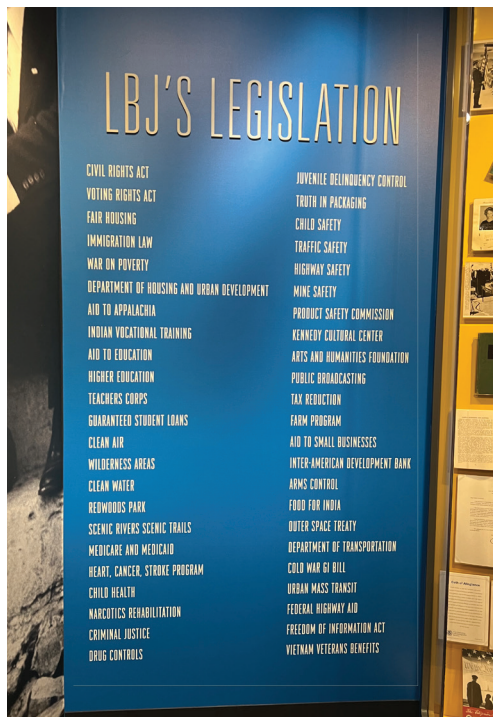 LBJ'S LEGISLATION
CIVIL RIGHTS ACT
VOTING RIGHTS ACT
FAIR HOUSING
IMMIGRATION LAW
WAR ON POVERTY
DEPARTMENT OF HOUSING AND URBAN DEVELOPMENT
AID TO APPALACHIA
INDIAN VOCATIONAL TRAINING
AID TO EDUCATION
HIGHER EDUCATION
TEACHERS CORPS
GUARANTEED STUDENT LOANS
CLEAN AIR
WILDERNESS AREAS
CLEAN WATER
REDWOODS PARK
SCENIC RIVERS SCENIC TRAILS
MEDICARE AND MEDICAID
HEART, CANCER, STROKE PROGRAM
CHILD HEALTH
NARCOTICS REHABILITATION
CRIMINAL JUSTICE
DRUG CONTROLS
JUVENILE DELINQUENCY CONTROL
TRUTH IN PACKAGING
CHILD SAFETY
TRAFFIC SAFETY
HIGHWAY SAFETY
MINE SAFETY
PRODUCT SAFETY COMMISSION
KENNEDY CULTURAL CENTER
ARTS AND HUMANITIES FOUNDATION
PUBLIC BROADCASTING
TAX REDUCTION
FARM PROGRAM
AID TO SMALL BUSINESSES
INTER-AMERICAN DEVELOPMENT BANK
ARMS CONTROL
FOOD FOR INDIA
OUTER SPACE TREATY
DEPARTMENT OF TRANSPORTATION
COLD WAR GI BILL
URBAN MASS TRANSIT
FEDERAL HIGHWAY AID
FREEDOM OF INFORMATION ACT
VIETNAM VETERANS BENEFITS